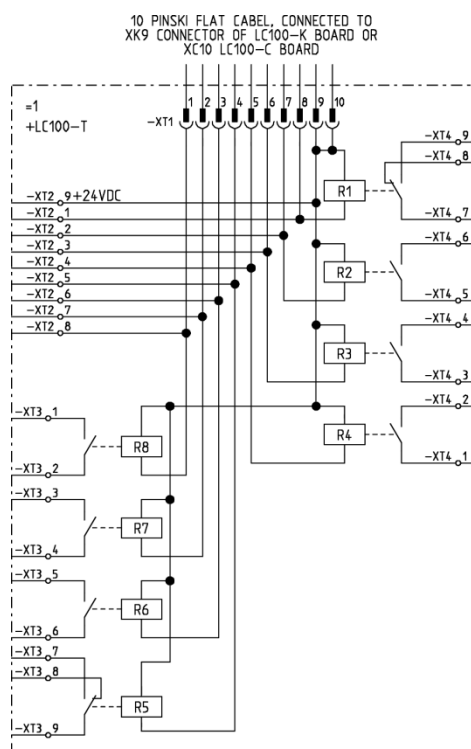 10 PINSKI FLAT CABEL, CONNECTED TO
XK9 CONNECTOR OF LC100-K BOARD OR
XC10 LC100-C BOARD
=1
+LC100-T
-XT1
1 2 3 4 5 6 7 8 9 10
-XT4 9
-XT4 8
R1
-XT4 7
-XT2 9+24VDC
-XT2 1
-XT2 2
-XT2 3
-XT2 4
-XT2 5
-XT2 6
-XT2 7
-XT2 8
-XT4 6
R2
-XT4 5
-XT4 4
R3
-XT4 3
-XT4 2
R4
-XT4 1
-XT3 1
R8
-XT3 2
-XT3 3
R7
-XT3 4
-XT3 5
R6
-XT3 6
-XT3 7
-XT3 8
R5
-XT3 9